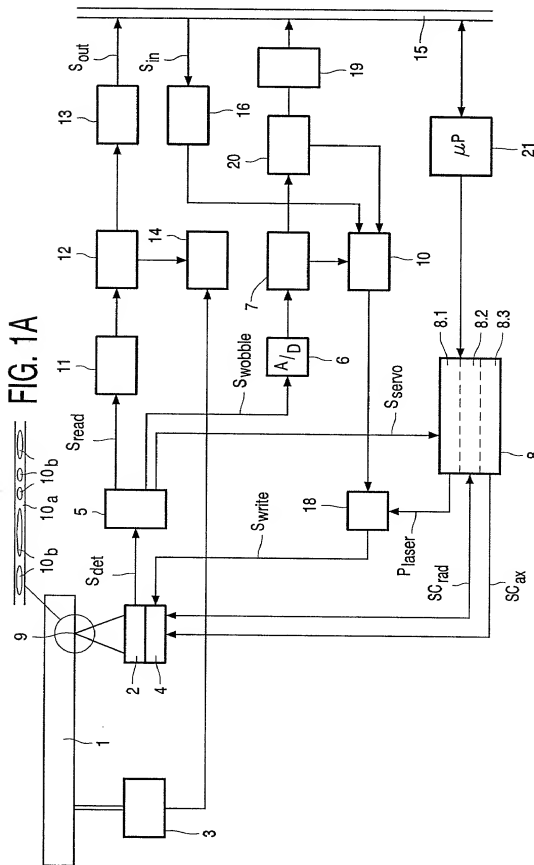 FIG. 1A
10b
10b
10a
10b
9
1
2
4
3
Sdet
5
Sread
11
12
13
Sout
Sin
14
16
Swobble
A/D
6
7
20
19
10
15
Sservo
18
Swrite
Plaser
SCrad
SCax
8.1
8.2
8.3
8
µP
21